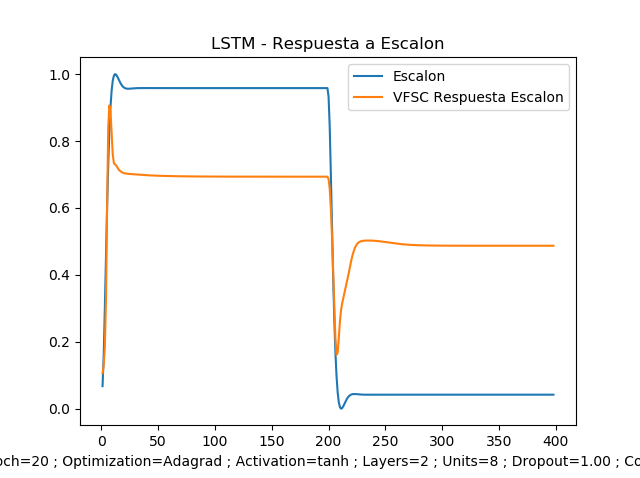 LSTM - Respuesta a Escalon
Escalon
VFSC Respuesta Escalon
1.0
0.8
0.6
0.4
0.2
0.0
0 50 100 150 200 250 300 350 400
och=20 ; Optimization=Adagrad ; Activation=tanh ; Layers=2 ; Units=8 ; Dropout=1.00 ; Co